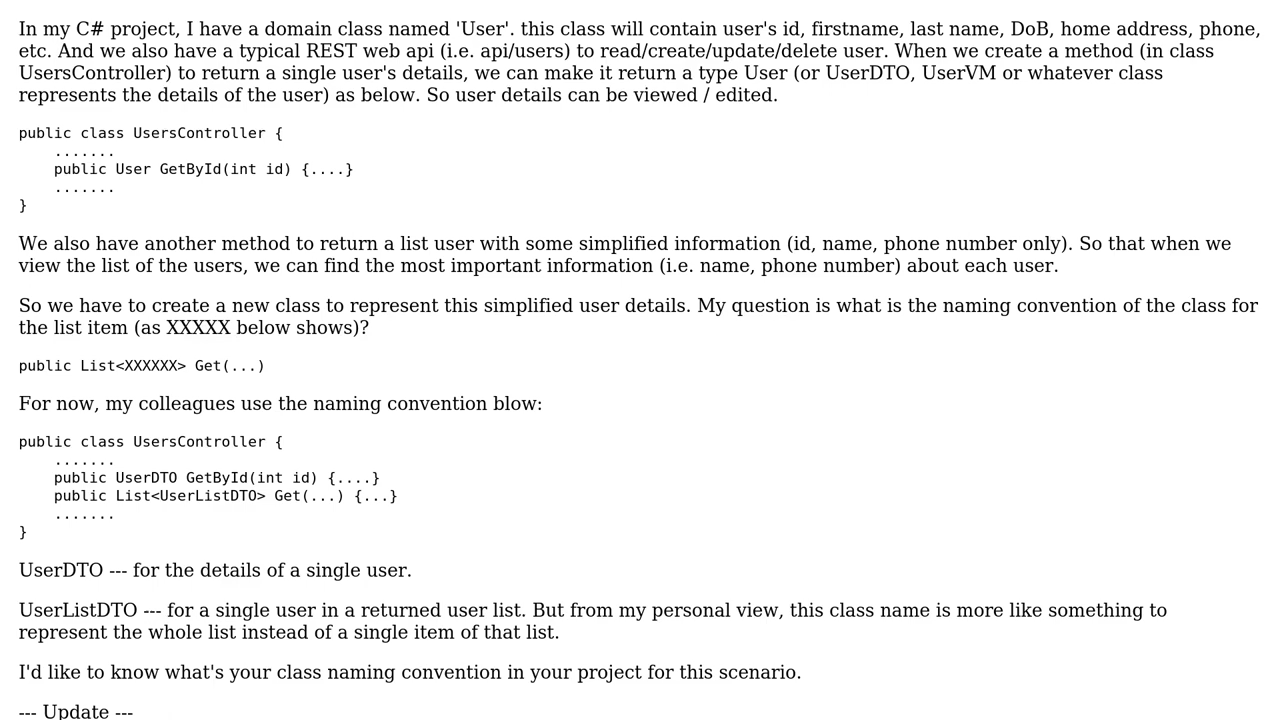 In my C# project, I have a domain class named 'User'. this class will contain user's id, firstname, last name, DoB, home address, phone,
etc. And we also have a typical REST web api (i.e. api/users) to read/create/update/delete user. When we create a method (in class
UsersController) to return a single user's details, we can make it return a type User (or UserDTO, UserVM or whatever class
represents the details of the user) as below. So user details can be viewed / edited.
public class UsersController {
    .......
    public User GetById(int id) {....}
    .......
}
We also have another method to return a list user with some simplified information (id, name, phone number only). So that when we
view the list of the users, we can find the most important information (i.e. name, phone number) about each user.
So we have to create a new class to represent this simplified user details. My question is what is the naming convention of the class for
the list item (as XXXXX below shows)?
public List<XXXXXX> Get(...)
For now, my colleagues use the naming convention blow:
public class UsersController {
    .......
    public UserDTO GetById(int id) {....}
    public List<UserListDTO> Get(...) {...}
    .......
}
UserDTO --- for the details of a single user.
UserListDTO --- for a single user in a returned user list. But from my personal view, this class name is more like something to
represent the whole list instead of a single item of that list.
I'd like to know what's your class naming convention in your project for this scenario.
--- Update ---